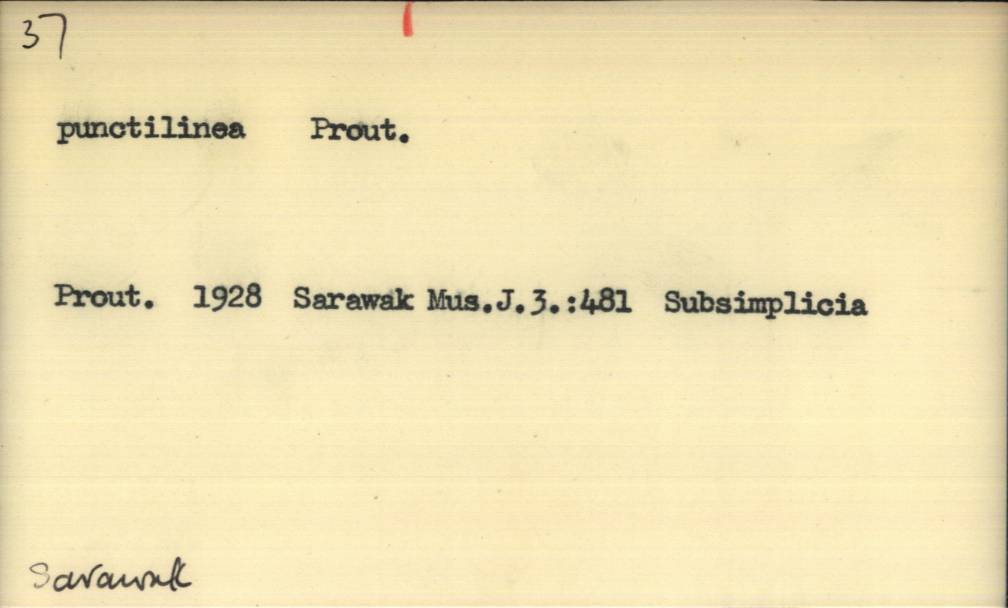 37
punctilinea Prout.
Prout. 1928 Sarawak Mus.J.3.:481 Subsimplicia
Sarawak